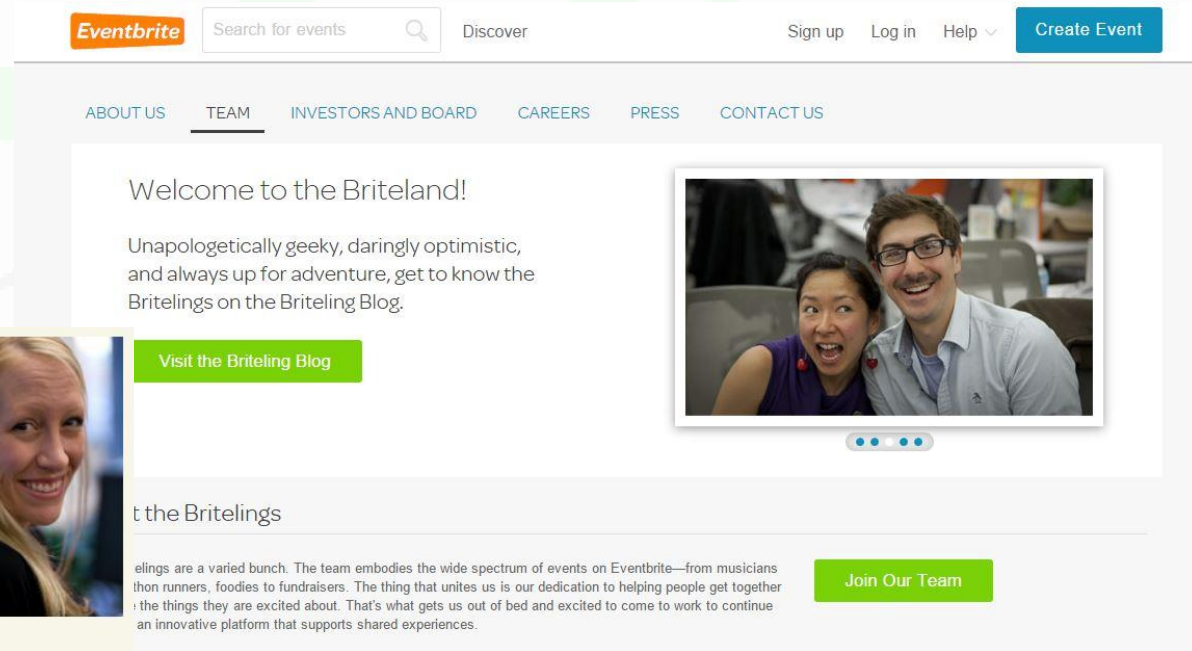 Eventbrite Search for events Discover Sign up Log in Help Create Event
ABOUT US TEAM INVESTORS AND BOARD CAREERS PRESS CONTACT US
Welcome to the Briteland!
Unapologetically geeky, daringly optimistic,
and always up for adventure, get to know the
Britelings on the Briteling Blog.
Visit the Briteling Blog
the Britelings
are a varied bunch. The team embodies the wide spectrum of events on Eventbrite—from musicians
runners, foodies to fundraisers. The thing that unites us is our dedication to helping people get together
the things they are excited about. That's what gets us out of bed and excited to come to work to continue
an innovative platform that supports shared experiences.
Join Our Team